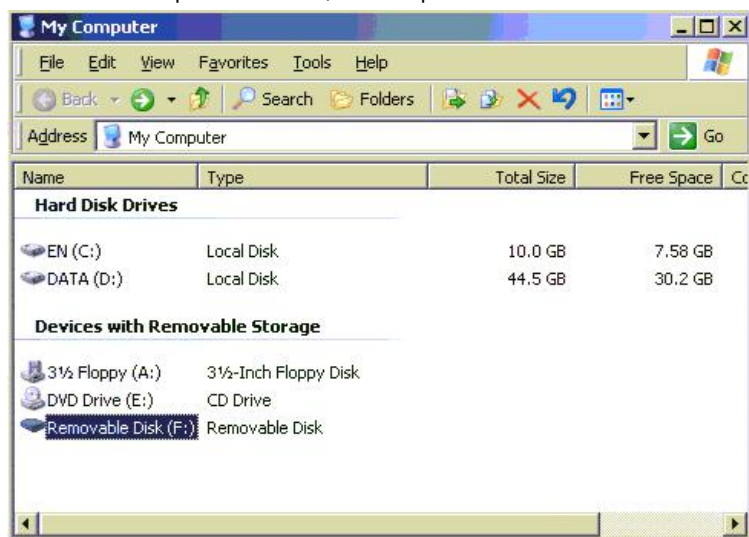 My Computer
File Edit View Favorites Tools Help
Back Search Folders
Address My Computer Go
Name Type Total Size Free Space
Hard Disk Drives
EN (C:) Local Disk 10.0 GB 7.58 GB
DATA (D:) Local Disk 44.5 GB 30.2 GB
Devices with Removable Storage
3½ Floppy (A:) 3½-Inch Floppy Disk
DVD Drive (E:) CD Drive
Removable Disk (F:) Removable Disk